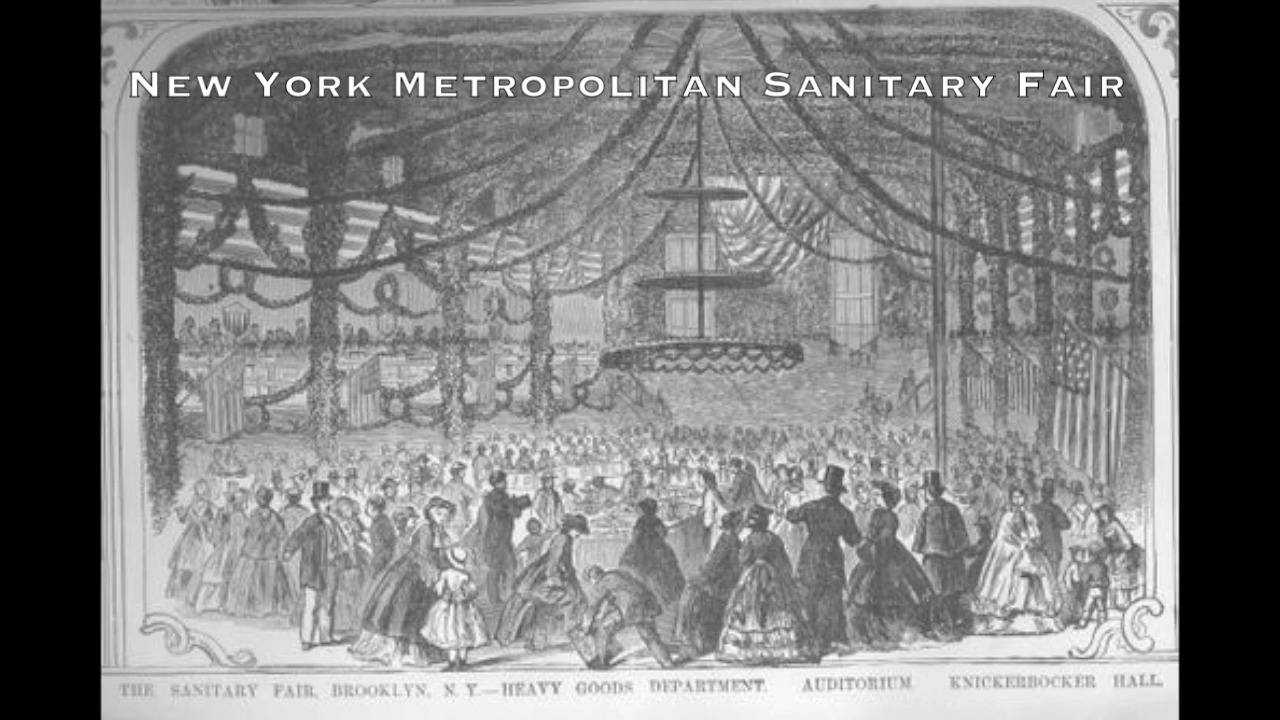 New York Metropolitan Sanitary Fair
THE SANITARY FAIR, BROOKLYN, N. Y.—HEAVY GOODS DEPARTMENT. AUDITORIUM KNICKERBOCKER HALL.